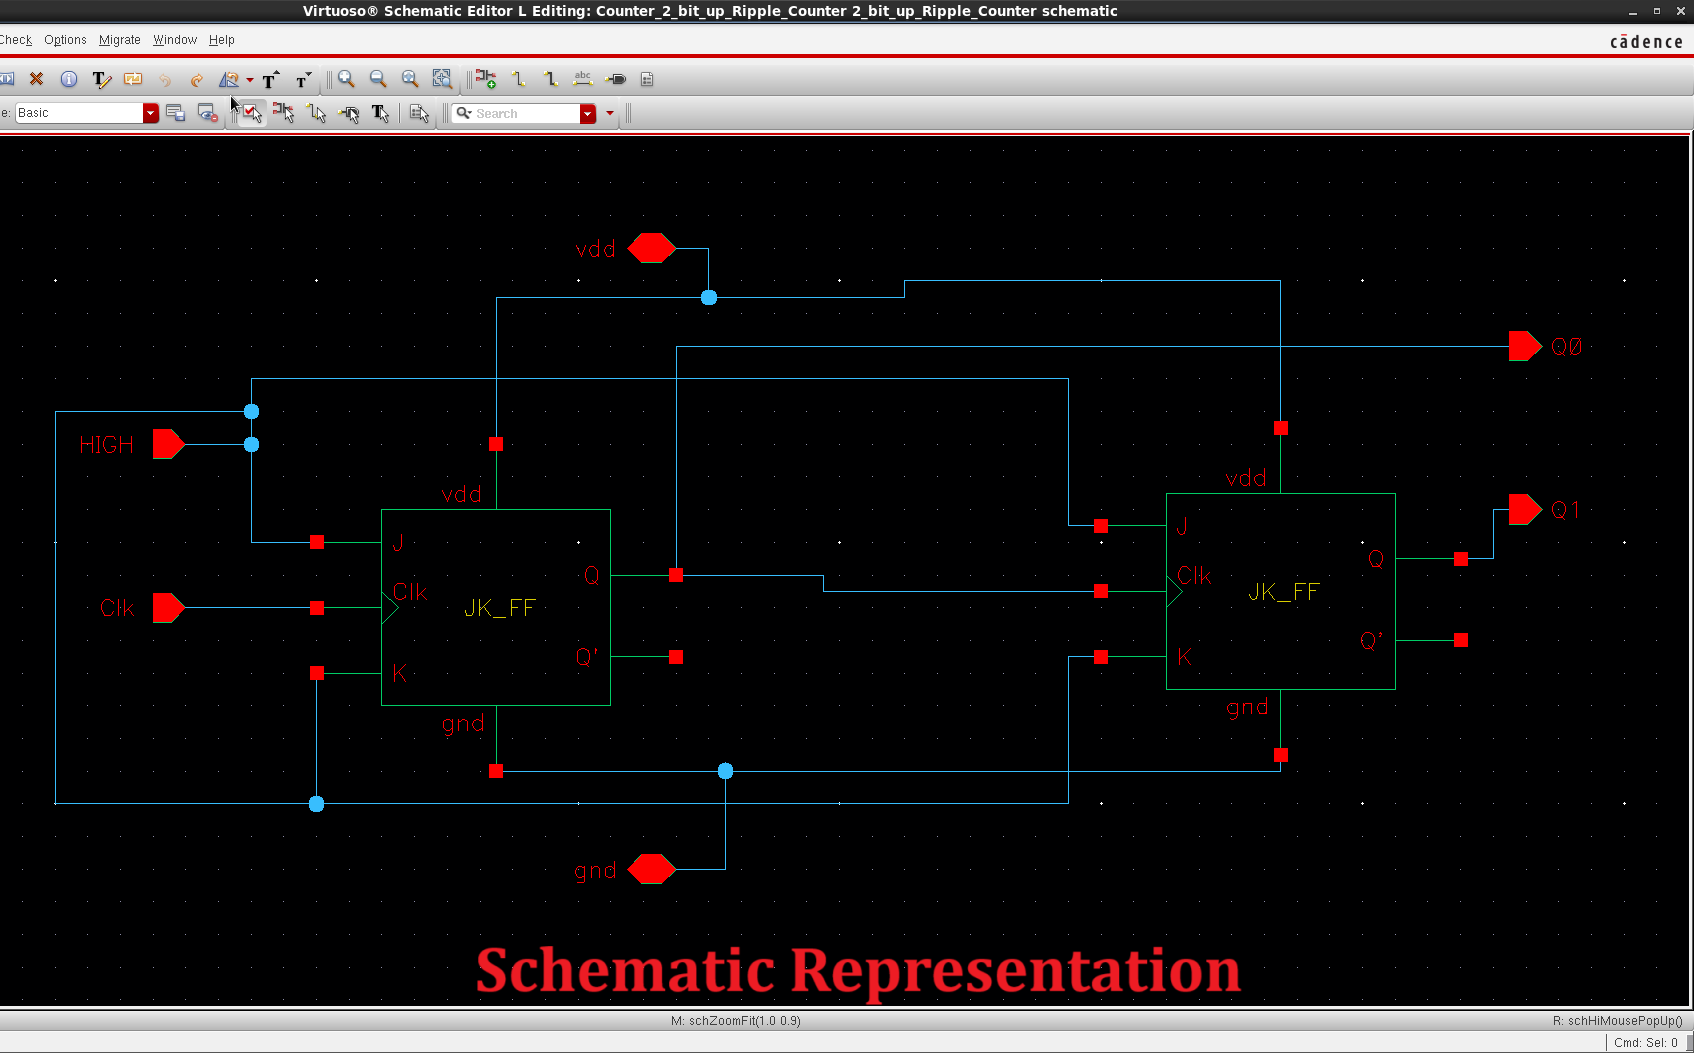 Virtuoso® Schematic Editor L Editing: Counter_2_bit_up_Ripple_Counter 2_bit_up_Ripple_Counter schematic
Check Options Migrate Window Help
cādence
T T T
abc
e: Basic
T
Search
vdd
Q0
HIGH
vdd
vdd
Q1
J
J
Q
Clk
Q
Clk
JK_FF
JK_FF
Clk
Q'
Q'
K
K
gnd
gnd
gnd
Schematic Representation
M: schZoomFit(1.0 0.9)
R: schHiMousePopUp()
Cmd: Sel: 0